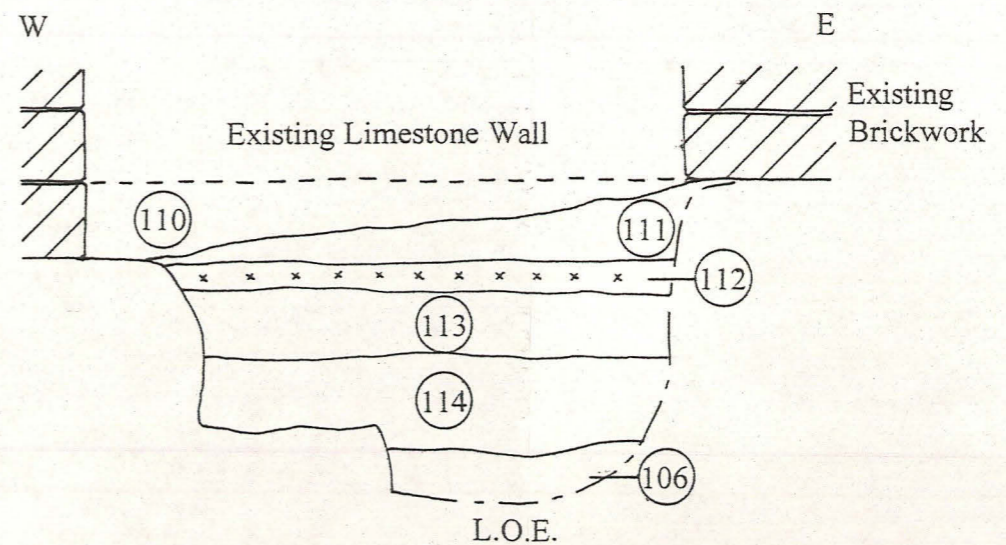 W
E
Existing Limestone Wall
Existing
Brickwork
110
111
112
113
114
106
L.O.E.